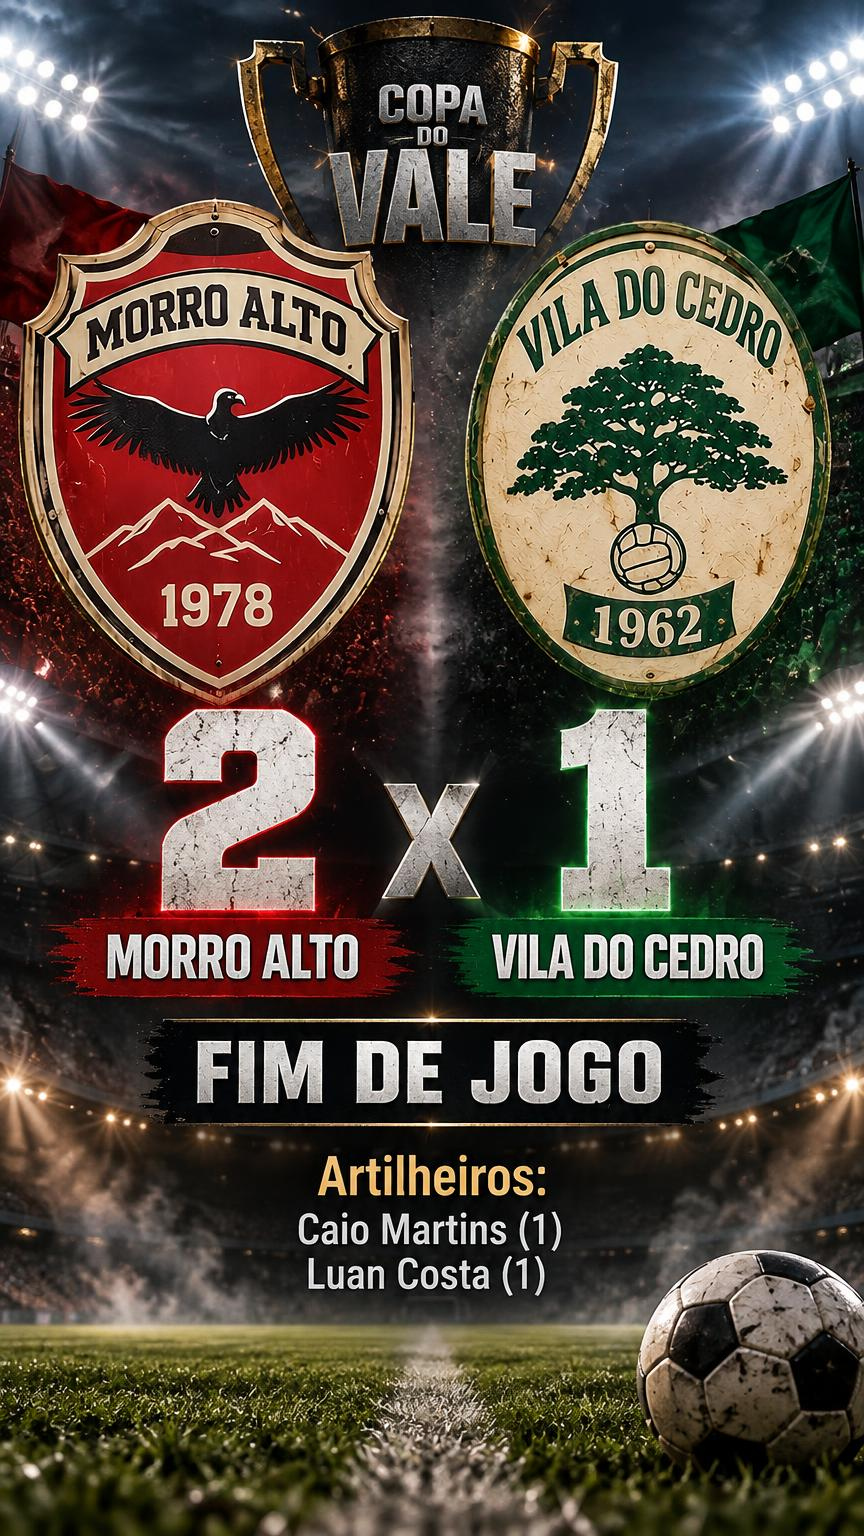 COPA
DO
VALE
MORRO ALTO
1978
VILA DO CEDRO
1962
2 x 1
MORRO ALTO
VILA DO CEDRO
FIM DE JOGO
Artilheiros:
Caio Martins (1)
Luan Costa (1)